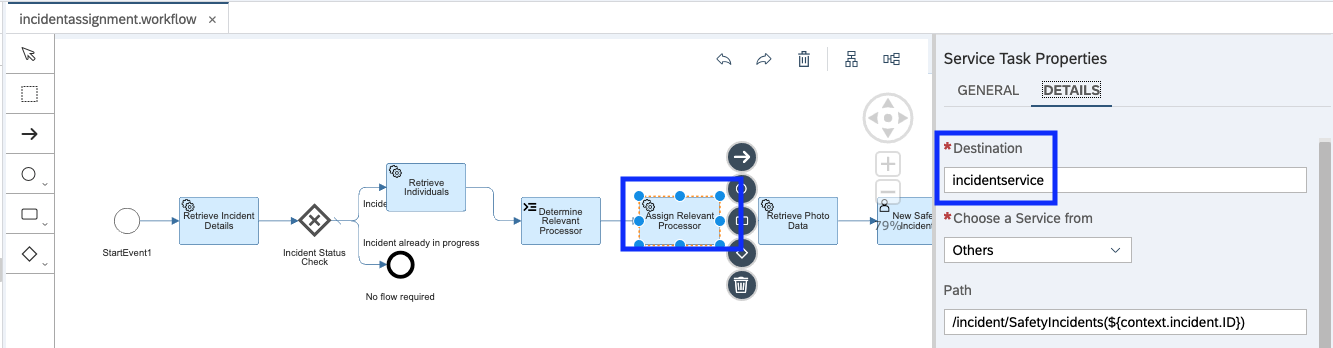 incidentassignment.workflow ×
Service Task Properties
GENERAL DETAILS
*Destination
incidentservice
*Choose a Service from
Others
Path
/incident/SafetyIncidents(${context.incident.ID})
StartEvent1
Retrieve Incident
Details
Incident Status
Check
Incide
Retrieve
Individuals
Incident already in progress
No flow required
Determine
Relevant
Processor
Assign Relevant
Processor
Retrieve Photo
Data
New Safe
Incident
79%